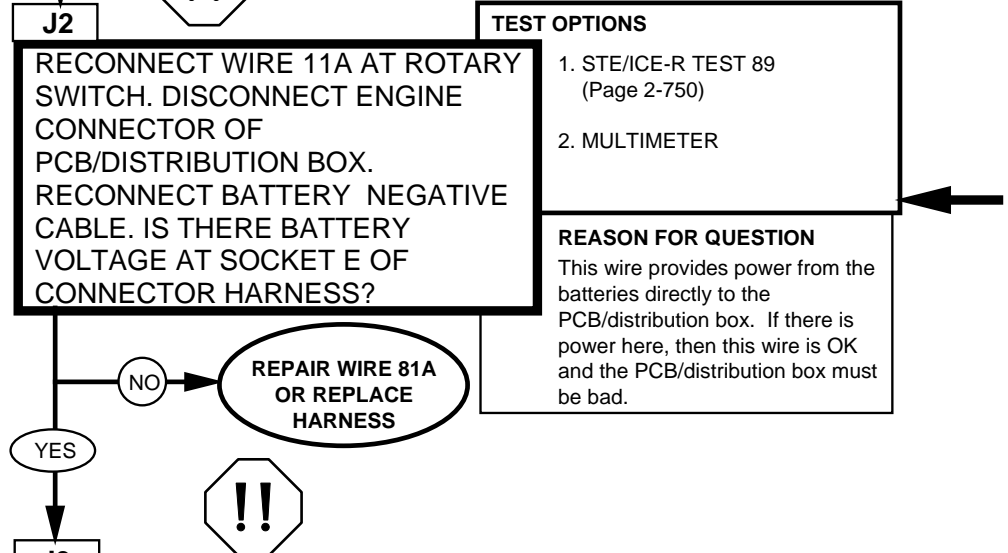 J2
RECONNECT WIRE 11A AT ROTARY
SWITCH. DISCONNECT ENGINE
CONNECTOR OF
PCB/DISTRIBUTION BOX.
RECONNECT BATTERY NEGATIVE
CABLE. IS THERE BATTERY
VOLTAGE AT SOCKET E OF
CONNECTOR HARNESS?
TEST OPTIONS
1. STE/ICE-R TEST 89
(Page 2-750)
2. MULTIMETER
REASON FOR QUESTION
This wire provides power from the
batteries directly to the
PCB/distribution box. If there is
power here, then this wire is OK
and the PCB/distribution box must
be bad.
NO
REPAIR WIRE 81A
OR REPLACE
HARNESS
YES
!!